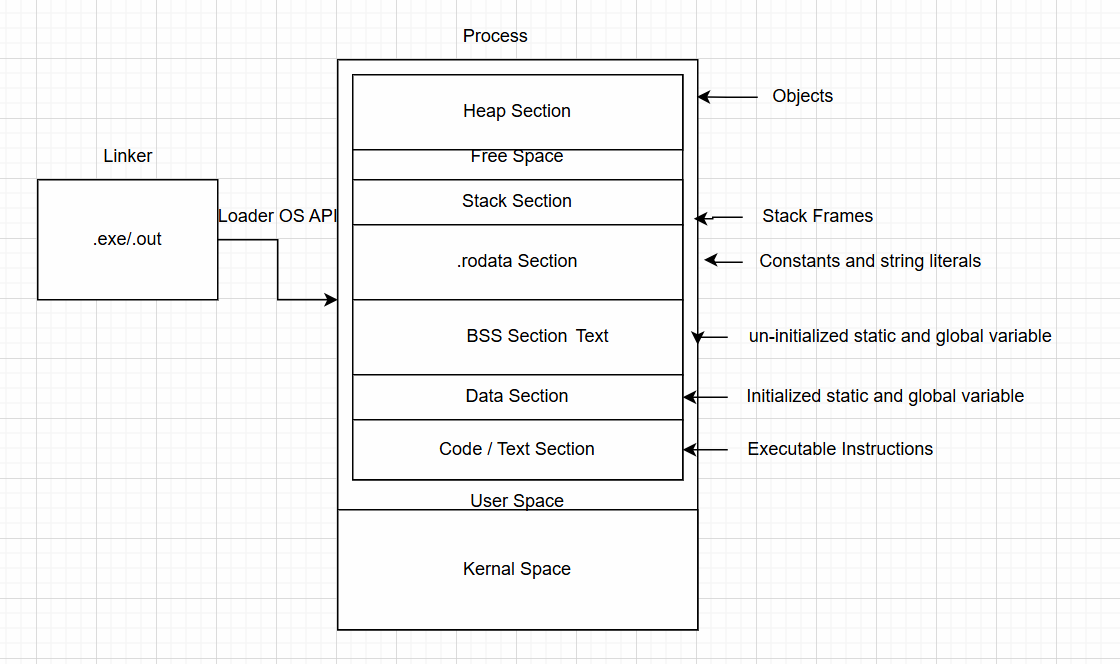 Process
Heap Section
Objects
Linker
Free Space
.exe/.out
Loader OS API
Stack Section
Stack Frames
.rodata Section
Constants and string literals
BSS Section Text
un-initialized static and global variable
Data Section
Initialized static and global variable
Code / Text Section
Executable Instructions
User Space
Kernal Space